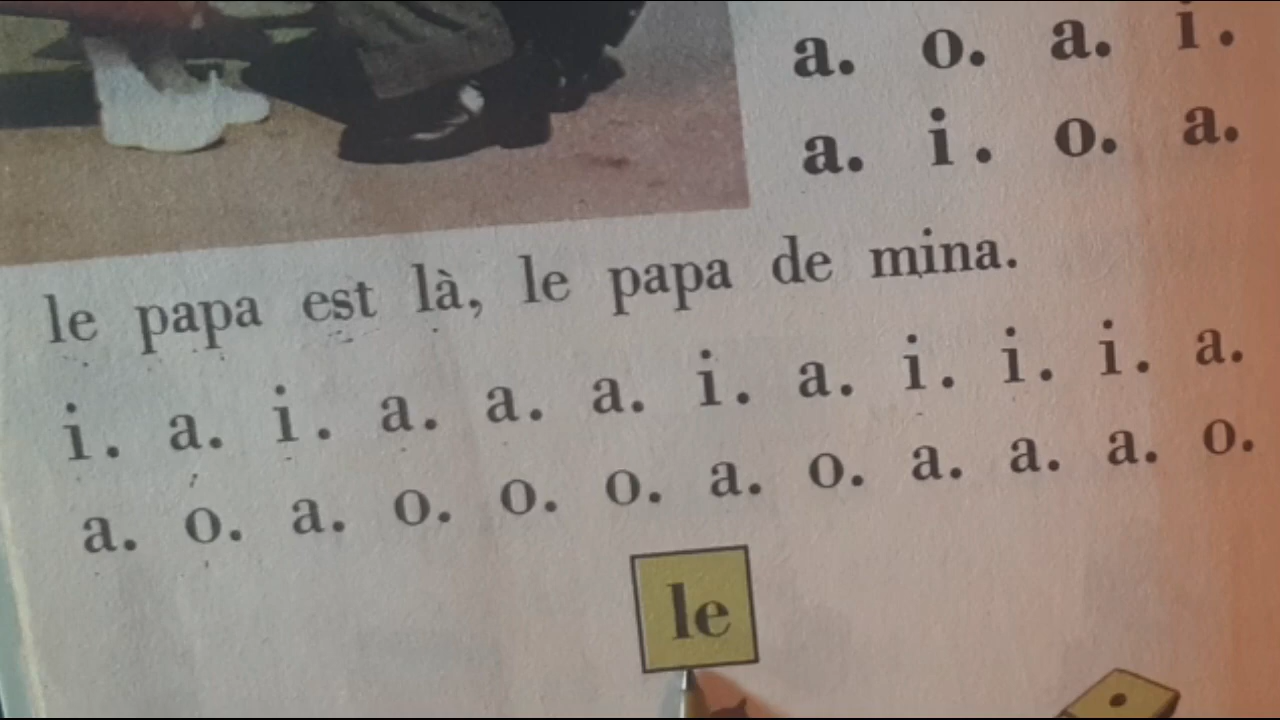 a. o. a. i.
a. i. o. a.
le papa est là, le papa de mina.
i. a. i. a. a. a. i. a. i. i. i. a.
a. o. a. o. o. o. a. o. a. a. a. o.
le